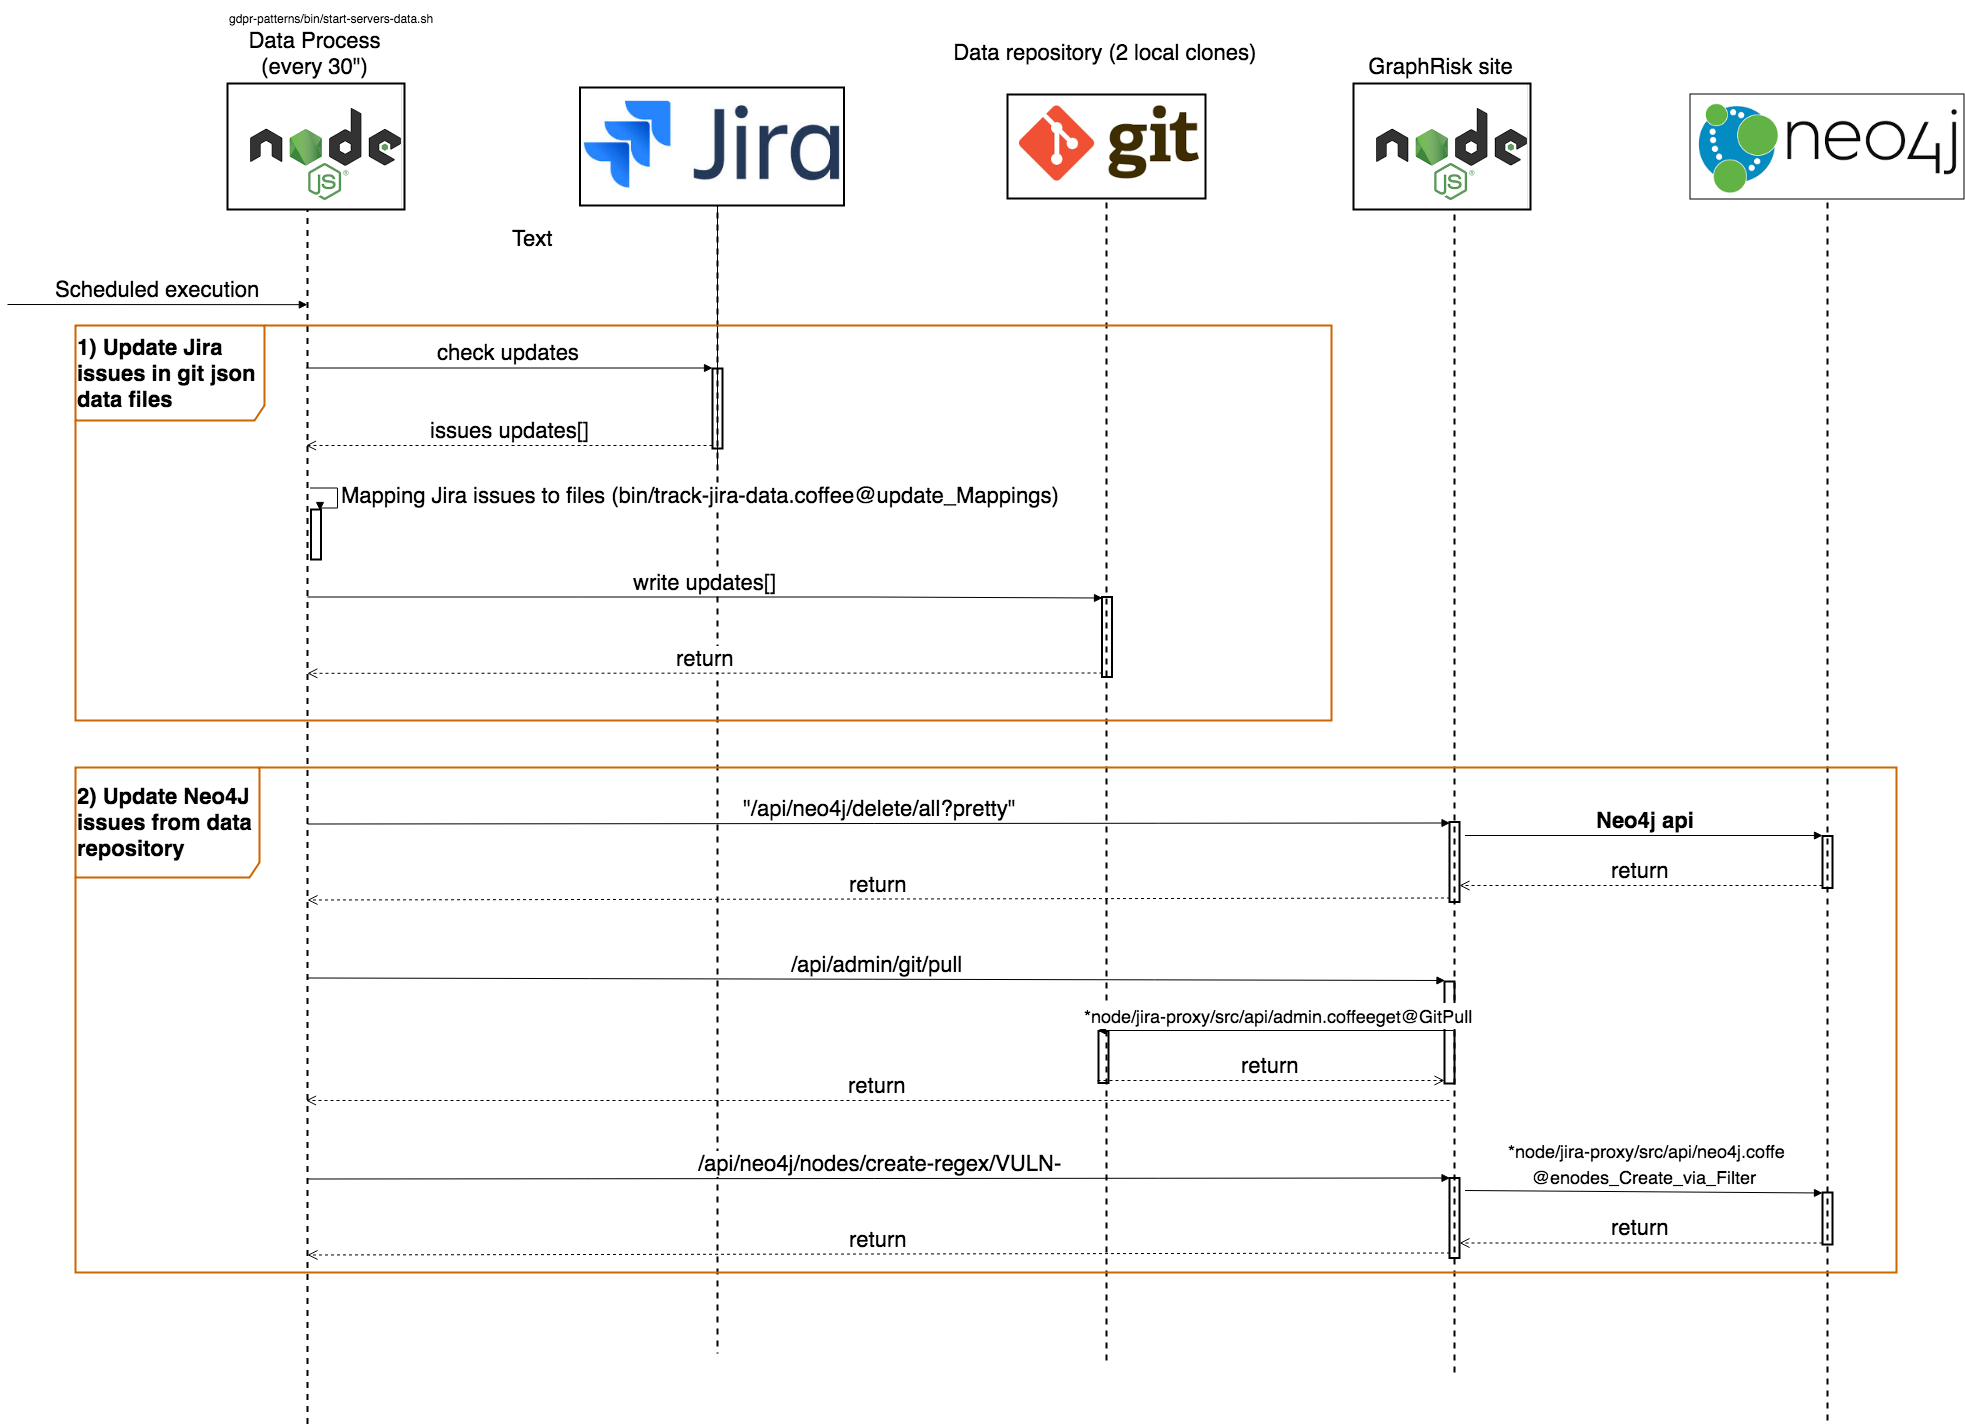 gdpr-patterns/bin/start-servers-data.sh
Data Process
(every 30")
Data repository (2 local clones)
GraphRisk site
node
JS
Jira
git
node
JS
neo4j
Text
Scheduled execution
1) Update Jira
issues in git json
data files
check updates
issues updates[]
Mapping Jira issues to files (bin/track-jira-data.coffee@update_Mappings)
write updates[]
return
2) Update Neo4J
issues from data
repository
"/api/neo4j/delete/all?pretty"
Neo4j api
return
return
/api/admin/git/pull
*node/jira-proxy/src/api/admin.coffeeget@GitPull
return
return
/api/neo4j/nodes/create-regex/VULN-
*node/jira-proxy/src/api/neo4j.coffe
@enodes_Create_via_Filter
return
return